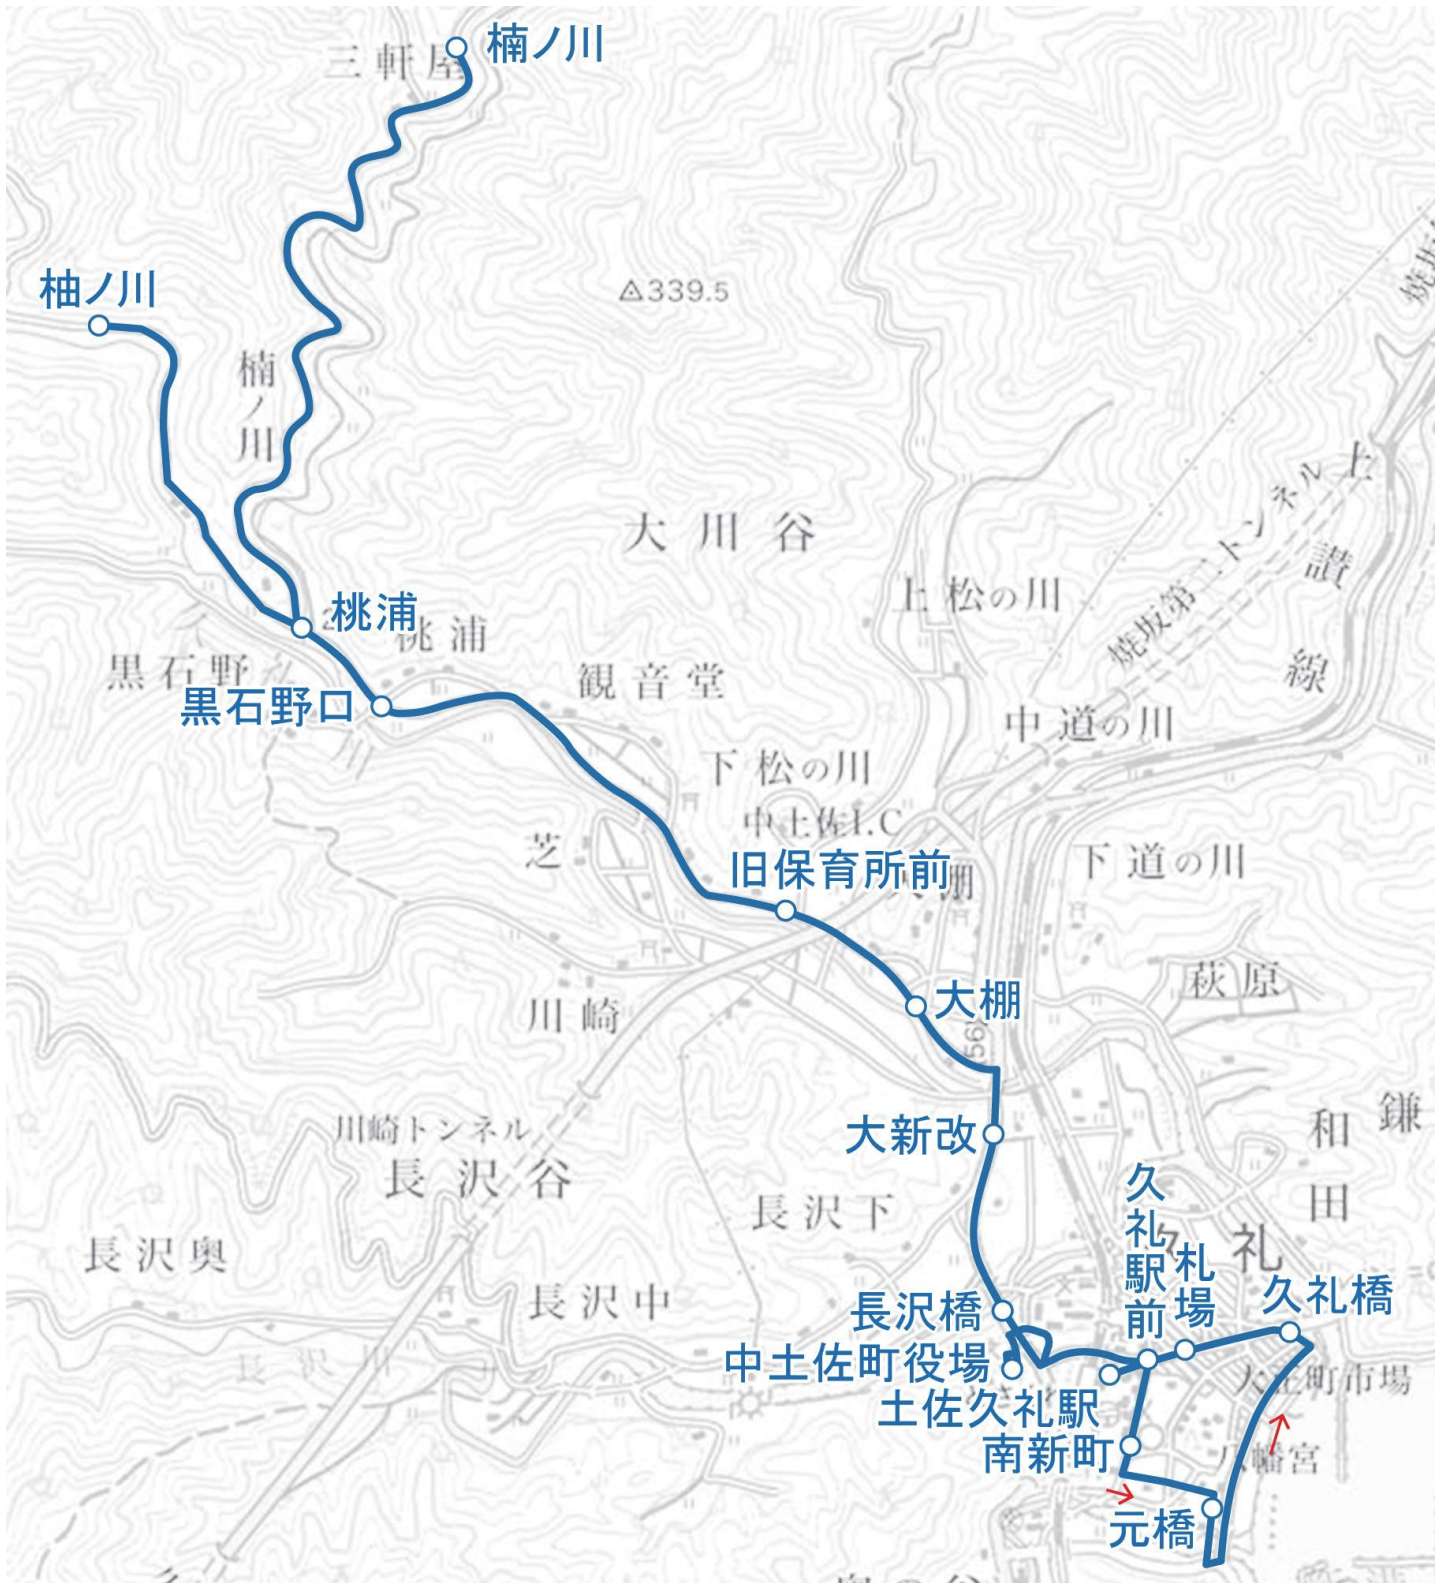 三軒屋
楠ノ川
柚ノ川
339.5
楠ノ川
大川谷
上
焼坂第二トンネル
讃
上松の川
桃浦
桃浦
黒石野
観音堂
線
黒石野口
中道の川
下松の川
中土佐I.C
芝
下道の川
旧保育所前
大棚
萩原
川崎
大棚
56
川崎トンネル
大新改
和田
鎌
長沢谷
長沢下
久礼駅前
久礼
札場
長沢奥
長沢中
長沢橋
久礼橋
中土佐町役場
大正町市場
土佐久礼駅
南新町
八幡宮
元橋